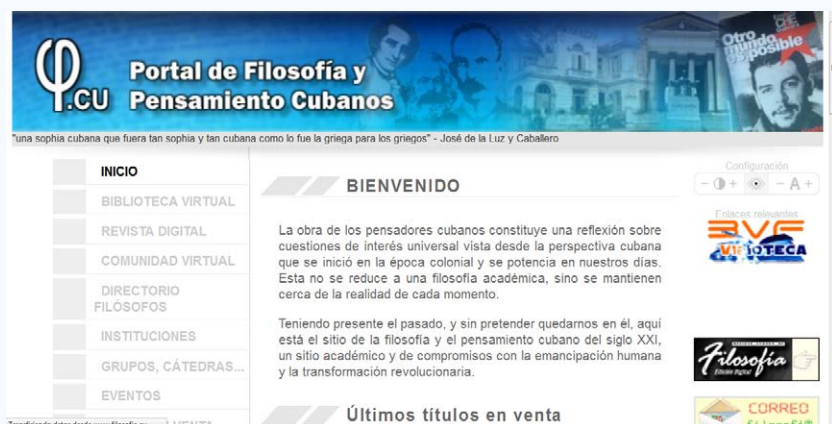 φ.CU
Portal de Filosofía y
Pensamiento Cubanos
CHE
Otro
mundo
es posible
"una sophia cubana que fuera tan sophia y tan cubana como lo fue la griega para los griegos" - José de la Luz y Caballero
INICIO
BIBLIOTECA VIRTUAL
REVISTA DIGITAL
COMUNIDAD VIRTUAL
DIRECTORIO
FILÓSOFOS
INSTITUCIONES
GRUPOS, CÁTEDRAS...
EVENTOS
BIENVENIDO
La obra de los pensadores cubanos constituye una reflexión sobre
cuestiones de interés universal vista desde la perspectiva cubana
que se inició en la época colonial y se potencia en nuestros días.
Esta no se reduce a una filosofía académica, sino se mantienen
cerca de la realidad de cada momento.
Teniendo presente el pasado, y sin pretender quedarnos en él, aquí
está el sitio de la filosofía y el pensamiento cubano del siglo XXI,
un sitio académico y de compromisos con la emancipación humana
y la transformación revolucionaria.
Últimos títulos en venta
Configuración
- + - A +
Enlaces relevantes
BVF
Filosofía
Edición Digital
CORREO